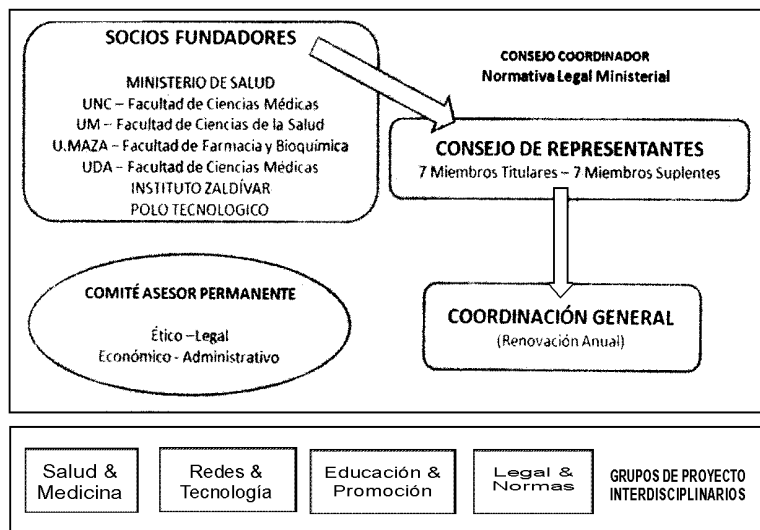 SOCIOS FUNDADORES
MINISTERIO DE SALUD
UNC – Facultad de Ciencias Médicas
UM – Facultad de Ciencias de la Salud
U.MAZA – Facultad de Farmacia y Bioquímica
UDA – Facultad de Ciencias Médicas
INSTITUTO ZALDÍVAR
POLO TECNOLOGICO
CONSEJO COORDINADOR
Normativa Legal Ministerial
CONSEJO DE REPRESENTANTES
7 Miembros Titulares – 7 Miembros Suplentes
COMITÉ ASESOR PERMANENTE
Ético –Legal
Económico - Administrativo
COORDINACIÓN GENERAL
(Renovación Anual)
Salud &
Medicina
Redes &
Tecnología
Educación &
Promoción
Legal &
Normas
GRUPOS DE PROYECTO
INTERDISCIPLINARIOS